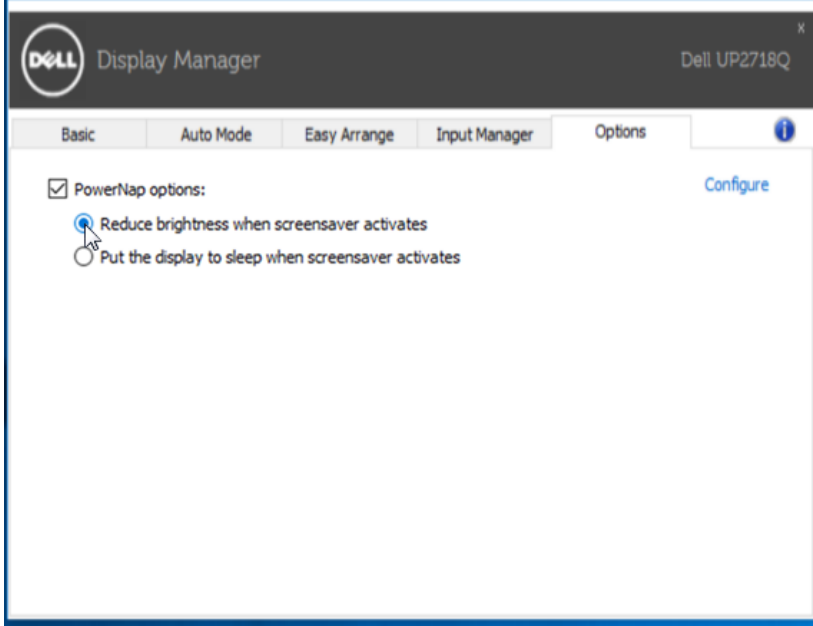 DELL Display Manager
x
Dell UP2718Q
Basic Auto Mode Easy Arrange Input Manager Options i
PowerNap options: Configure
Reduce brightness when screensaver activates
Put the display to sleep when screensaver activates